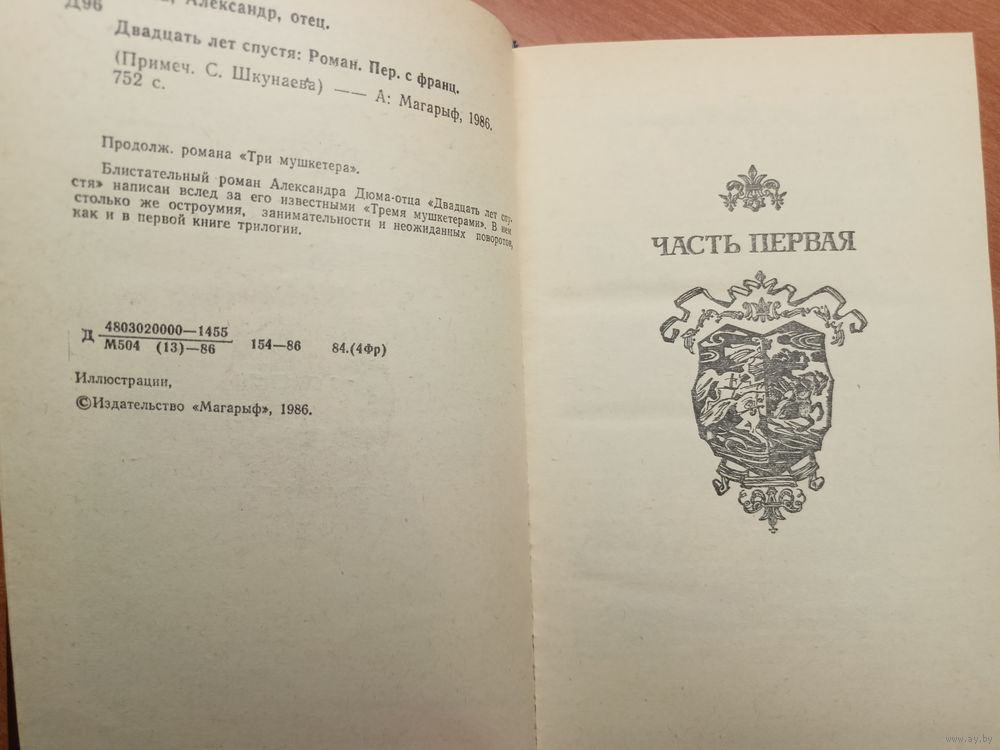 Д96
Александр, отец.
Двадцать лет спустя: Роман. Пер. с франц.
(Примеч. С. Шкунаева) —— А: Магарыф, 1986.
752 с.
Продолж. романа «Три мушкетера».
Блистательный роман Александра Дюма-отца «Двадцать лет спу-
стя» написан вслед за его известными «Тремя мушкетерами». В нем
столько же остроумия, занимательности и неожиданных поворотов,
как и в первой книге трилогии.
Д 4803020000—1455 154—86 84.(4Фр)
М504 (13)—86
Иллюстрации,
©Издательство «Магарыф», 1986.
ЧАСТЬ ПЕРВАЯ
www.ay.by